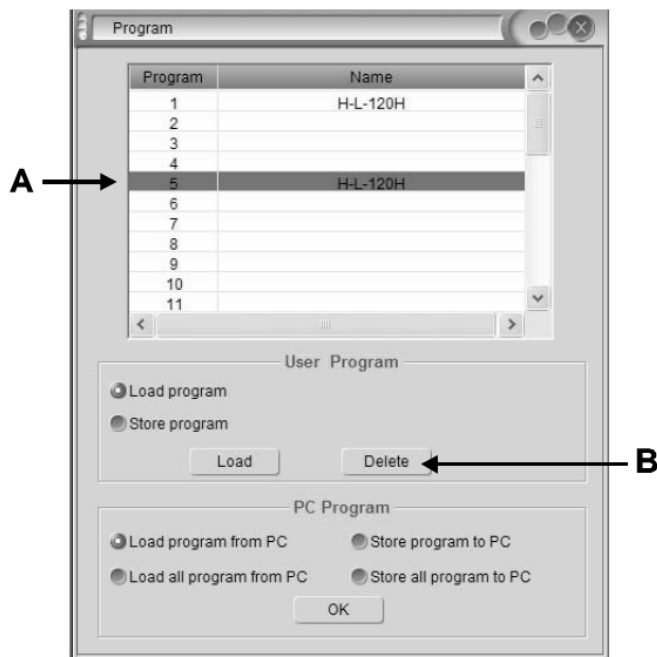 Program
Program Name
1 H-L-120H
2
3
4
A
5 H-L-120H
6
7
8
9
10
11
User Program
Load program
Store program
Load Delete
B
PC Program
Load program from PC Store program to PC
Load all program from PC Store all program to PC
OK